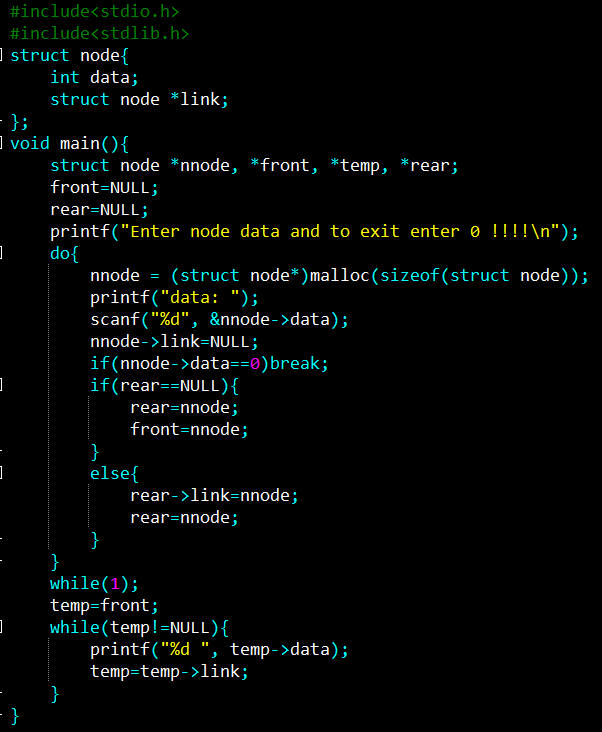 #include<stdio.h>
#include<stdlib.h>
struct node{
    int data;
    struct node *link;
};
void main(){
    struct node *nnode, *front, *temp, *rear;
    front=NULL;
    rear=NULL;
    printf("Enter node data and to exit enter 0 !!!!\n");
    do{
        nnode = (struct node*)malloc(sizeof(struct node));
        printf("data: ");
        scanf("%d", &nnode->data);
        nnode->link=NULL;
        if(nnode->data==0)break;
        if(rear==NULL){
            rear=nnode;
            front=nnode;
        }
        else{
            rear->link=nnode;
            rear=nnode;
        }
    }
    while(1);
    temp=front;
    while(temp!=NULL){
        printf("%d ", temp->data);
        temp=temp->link;
    }
}